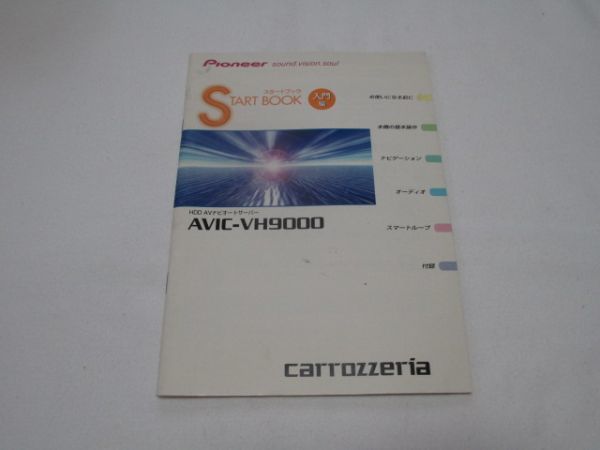 Pioneer sound.vision.soul
スタートブック
START BOOK
入門編
お使いになる前に
本機の基本操作
ナビゲーション
オーディオ
スマートループ
付録
HDD AVナビオートサーバー
AVIC-VH9000
carrozzeria